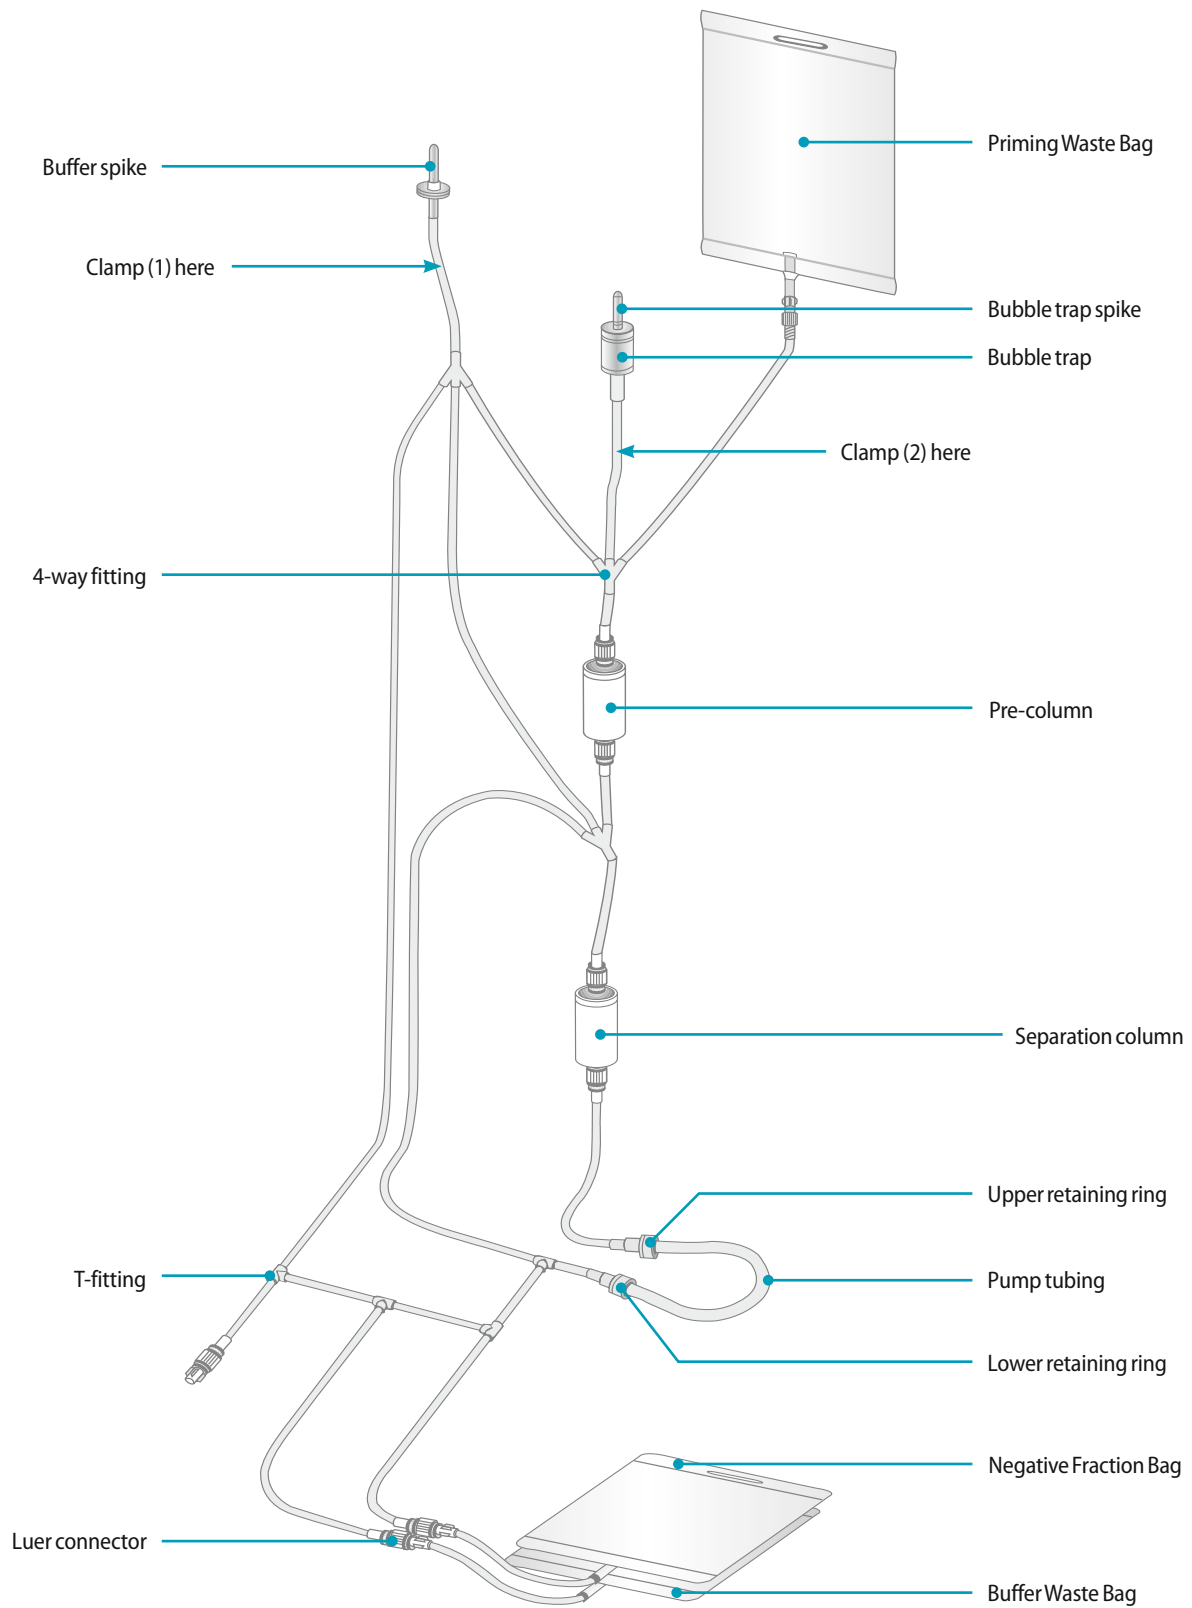 Priming Waste Bag
Buffer spike
Clamp (1) here
Bubble trap spike
Bubble trap
Clamp (2) here
4-way fitting
Pre-column
Separation column
Upper retaining ring
T-fitting
Pump tubing
Lower retaining ring
Negative Fraction Bag
Luer connector
Buffer Waste Bag